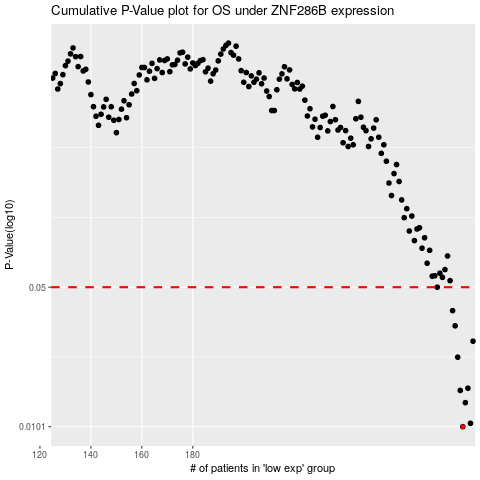 Cumulative P-Value plot for OS under ZNF286B expression
P-Value(log10)
0.05
0.0101
120 140 160 180
# of patients in 'low exp' group